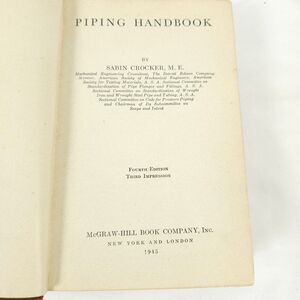 PIPING HANDBOOK
BY
SABIN CROCKER, M. E.
Mechanical Engineering Consultant, The Detroit Edison Company,
Member, American Society of Mechanical Engineers, American
Society for Testing Materials, A. S. A. Sectional Committee on
Standardization of Pipe Flanges and Fittings, A. S. A.
Sectional Committee on Standardization of Wrought
Iron and Wrought Steel Pipe and Tubing, A. S. A.
Sectional Committee on Code for Pressure Piping
and Chairman of Its Subcommittee on
Scope and Intent
FOURTH EDITION
THIRD IMPRESSION
McGRAW-HILL BOOK COMPANY, INC.
NEW YORK AND LONDON
1945